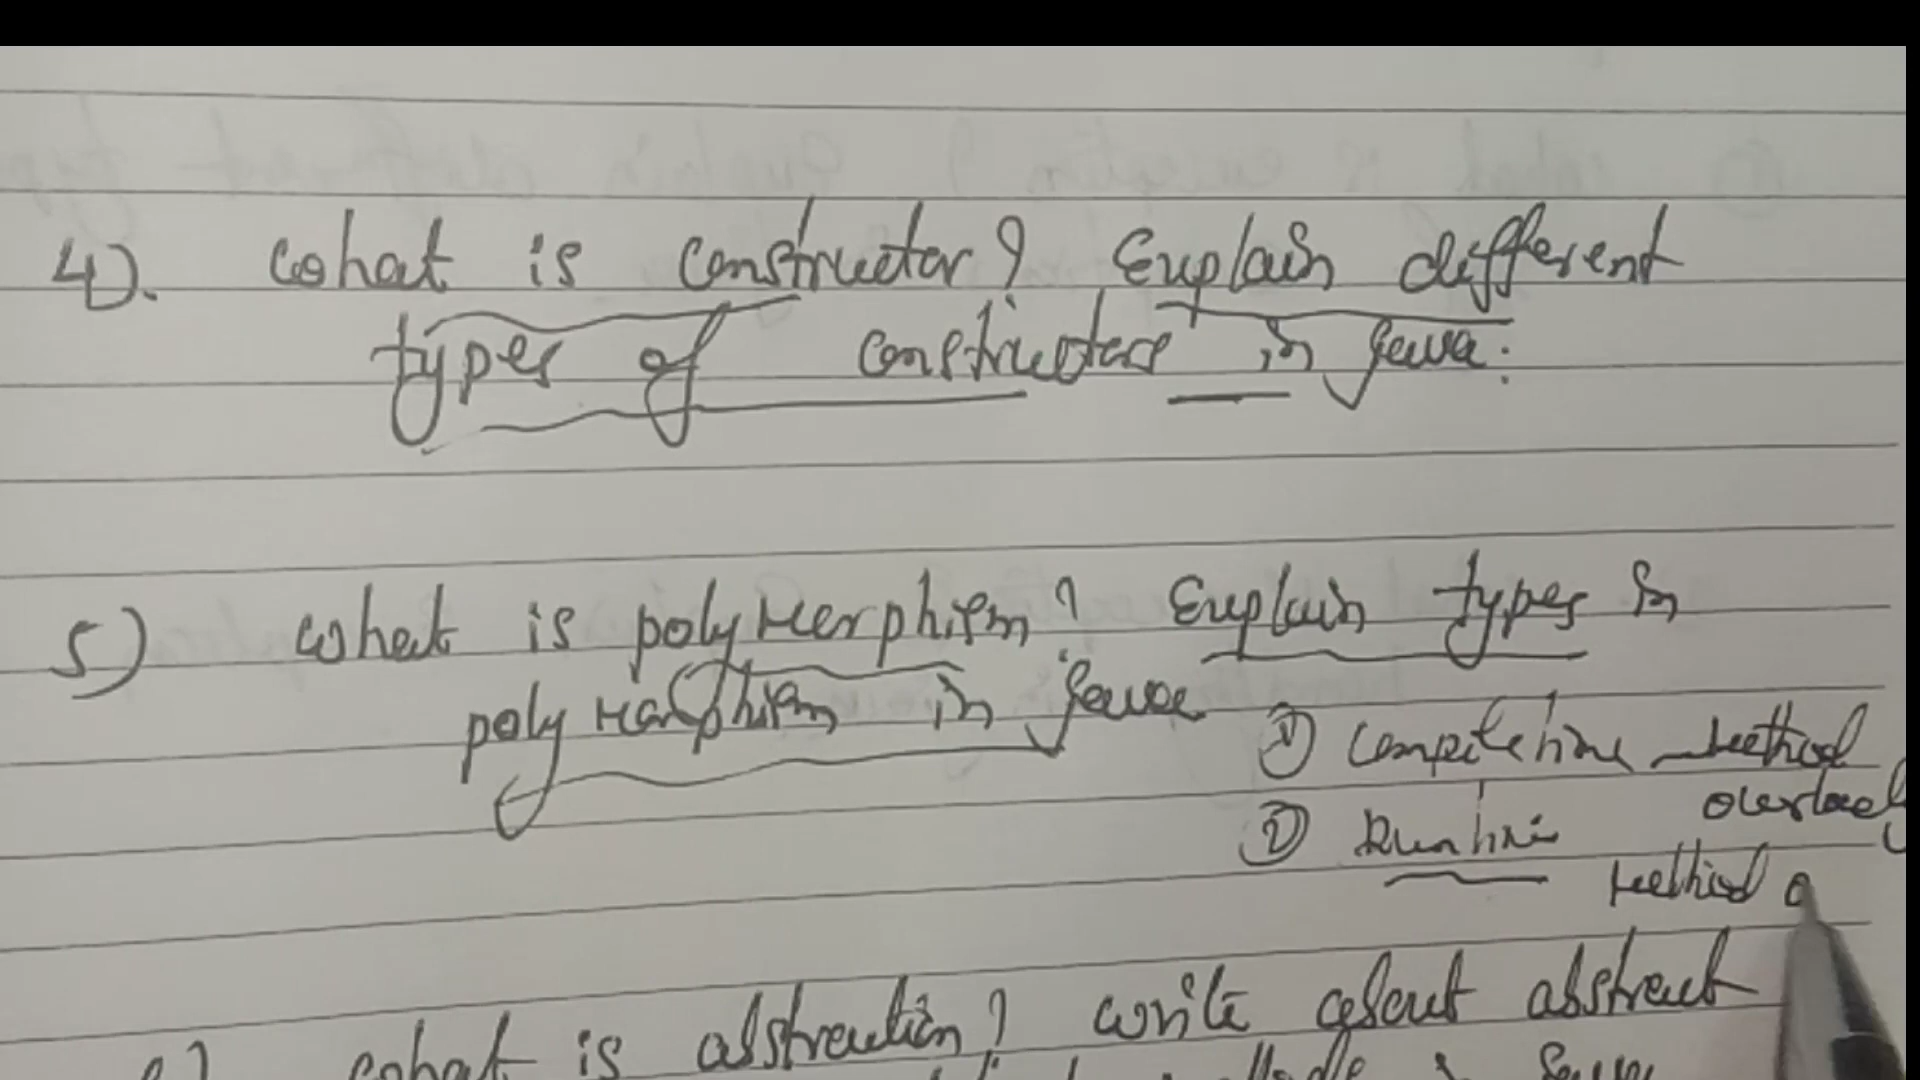 4). What is constructor? Explain different
types of constructors in Java.
5) What is polymorphism? Explain types in
polymorphism in Java
① Compile time - Method
overload
② Runtime
Method o
What is abstraction? write about abstract